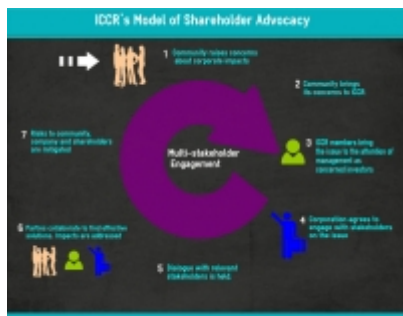 ICCR's Model of Shareholder Advocacy
1 Community raises concerns
about corporate impacts
2 Community brings
its concerns to ICCR
3 ICCR members bring
the issue to the attention of
management as
concerned investors
4 Corporation agrees to
engage with stakeholders
on the issue
5 Dialogue with relevant
stakeholders is held.
6 Parties collaborate to find effective
solutions. Impacts are addressed
7 Risks to community,
company and shareholders
are mitigated
Multi-stakeholder
Engagement